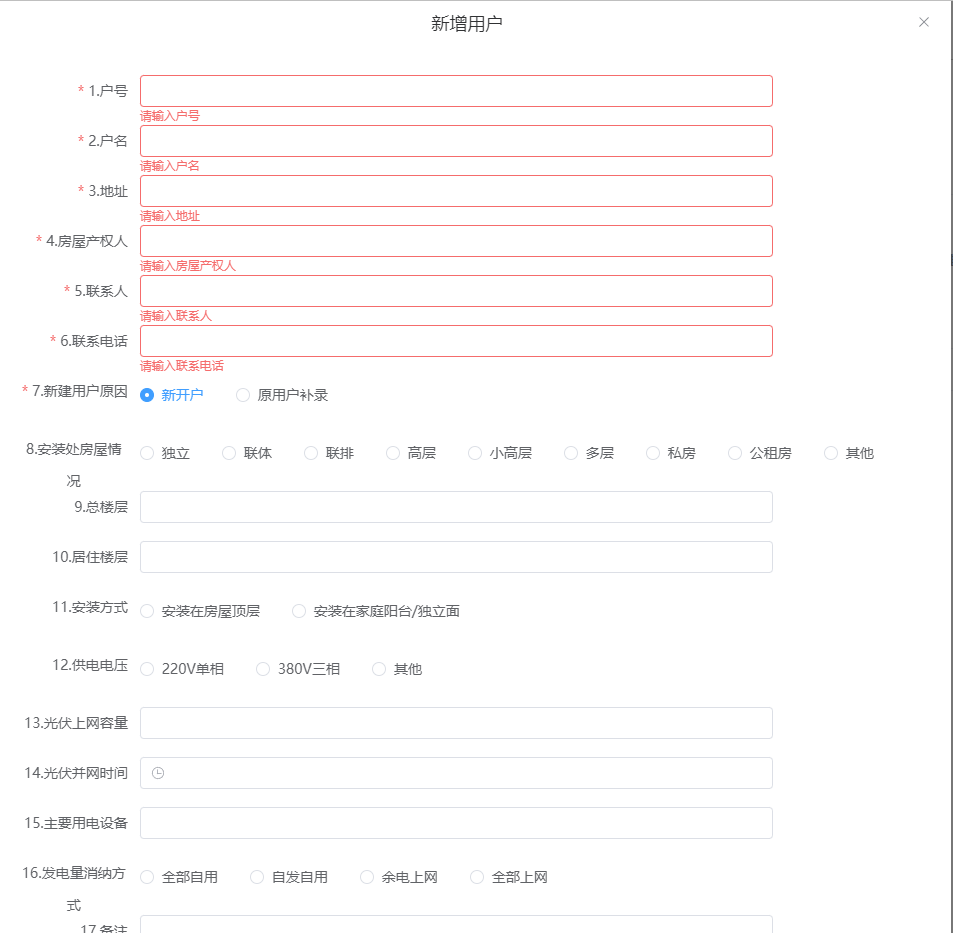 新增用户
* 1.户号
请输入户号
* 2.户名
请输入户名
* 3.地址
请输入地址
* 4.房屋产权人
请输入房屋产权人
* 5.联系人
请输入联系人
* 6.联系电话
请输入联系电话
* 7.新建用户原因 新开户 原用户补录
8.安装处房屋情 独立 联体 联排 高层 小高层 多层 私房 公租房 其他
况
9.总楼层
10.居住楼层
11.安装方式 安装在房屋顶层 安装在家庭阳台/独立面
12.供电电压 220V单相 380V三相 其他
13.光伏上网容量
14.光伏并网时间
15.主要用电设备
16.发电量消纳方 全部自用 自发自用 余电上网 全部上网
式
17.备注